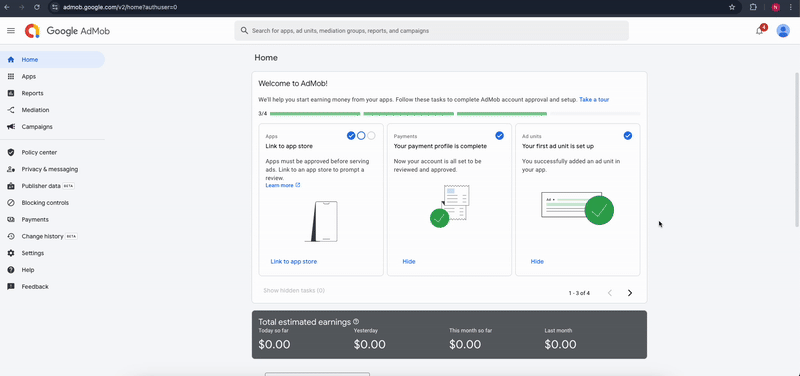 admob.google.com/v2/home?authuser=0
N
Google AdMob
Search for apps, ad units, mediation groups, reports, and campaigns
4
Home
Apps
Reports
Mediation
Campaigns
Policy center
Privacy & messaging
Publisher data BETA
Blocking controls
Payments
Change history BETA
Settings
Help
Feedback
Home
Welcome to AdMob!
We'll help you start earning money from your apps. Follow these tasks to complete AdMob account approval and setup. Take a tour
3/4
Apps
Link to app store
Apps must be approved before serving
ads. Link to an app store to prompt a
review.
Learn more
Link to app store
Payments
Your payment profile is complete
Now your account is all set to be
reviewed and approved.
Hide
Ad units
Your first ad unit is set up
You successfully added an ad unit in
your app.
Ad
Hide
Show hidden tasks (0)
1 - 3 of 4
Total estimated earnings
Today so far
$0.00
Yesterday
$0.00
This month so far
$0.00
Last month
$0.00